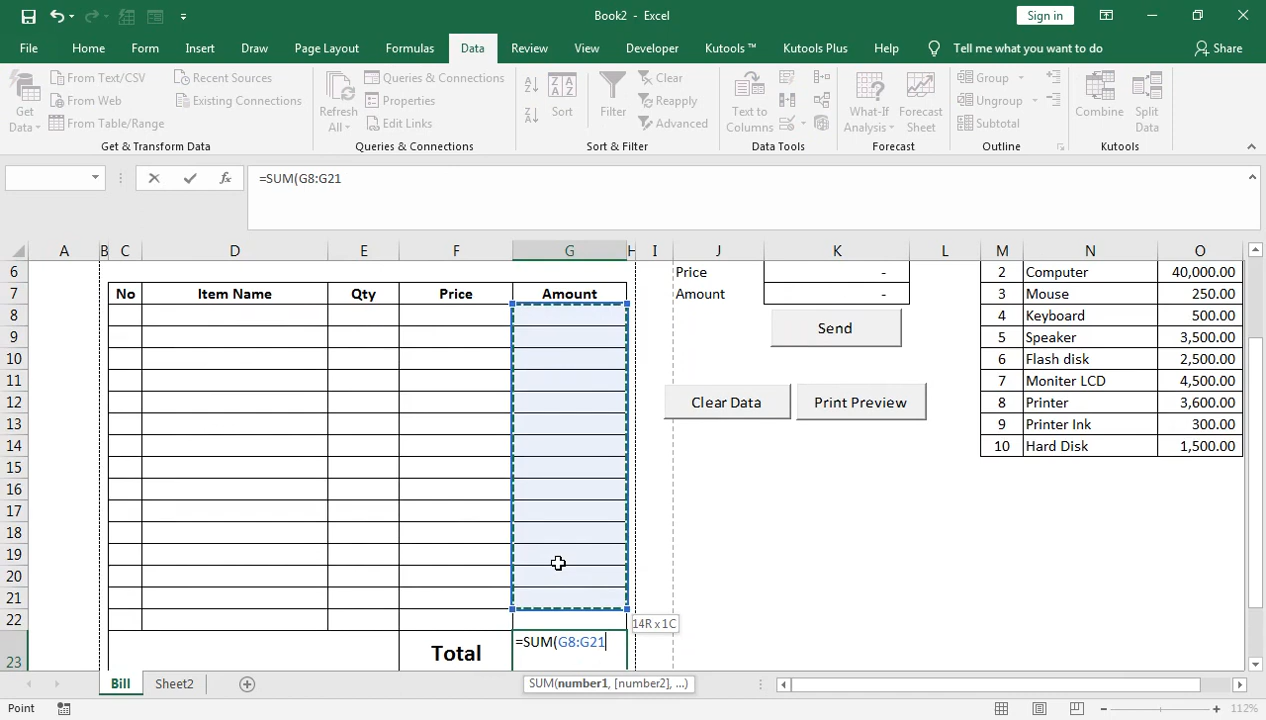 Book2 - Excel
Sign in
File Home Form Insert Draw Page Layout Formulas Data Review View Developer Kutools ™ Kutools Plus Help Tell me what you want to do Share
Get Data
From Text/CSV
From Web
From Table/Range
Recent Sources
Existing Connections
Get & Transform Data
Refresh All
Queries & Connections
Properties
Edit Links
Queries & Connections
Sort
Filter
Clear
Reapply
Advanced
Sort & Filter
Text to Columns
Data Tools
What-If Analysis
Forecast Sheet
Forecast
Group
Ungroup
Subtotal
Outline
Combine
Split Data
Kutools
=SUM(G8:G21
A B C D E F G H I J K L M N O
6 Price - 2 Computer 40,000.00
7 No Item Name Qty Price Amount Amount - 3 Mouse 250.00
8 Send 4 Keyboard 500.00
9 5 Speaker 3,500.00
10 6 Flash disk 2,500.00
11 7 Moniter LCD 4,500.00
12 Clear Data Print Preview 8 Printer 3,600.00
13 9 Printer Ink 300.00
14 10 Hard Disk 1,500.00
15
16
17
18
19
20
21
22
14R x 1C
23 Total =SUM(G8:G21
Bill Sheet2
SUM(number1, [number2], ...)
Point
112%